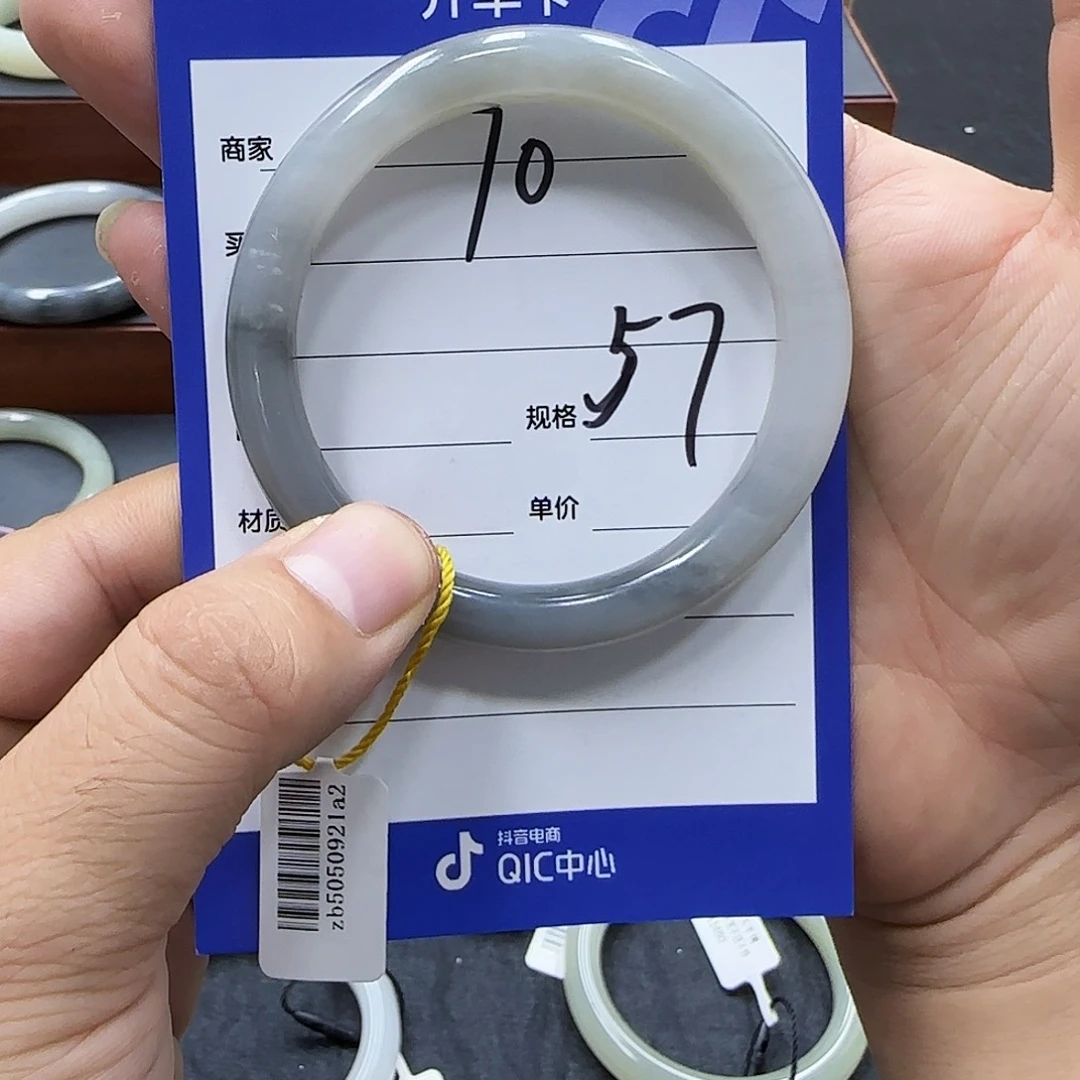 商家 70
规格 57
材质 单价
zb5050921a2
抖音电商
QIC中心